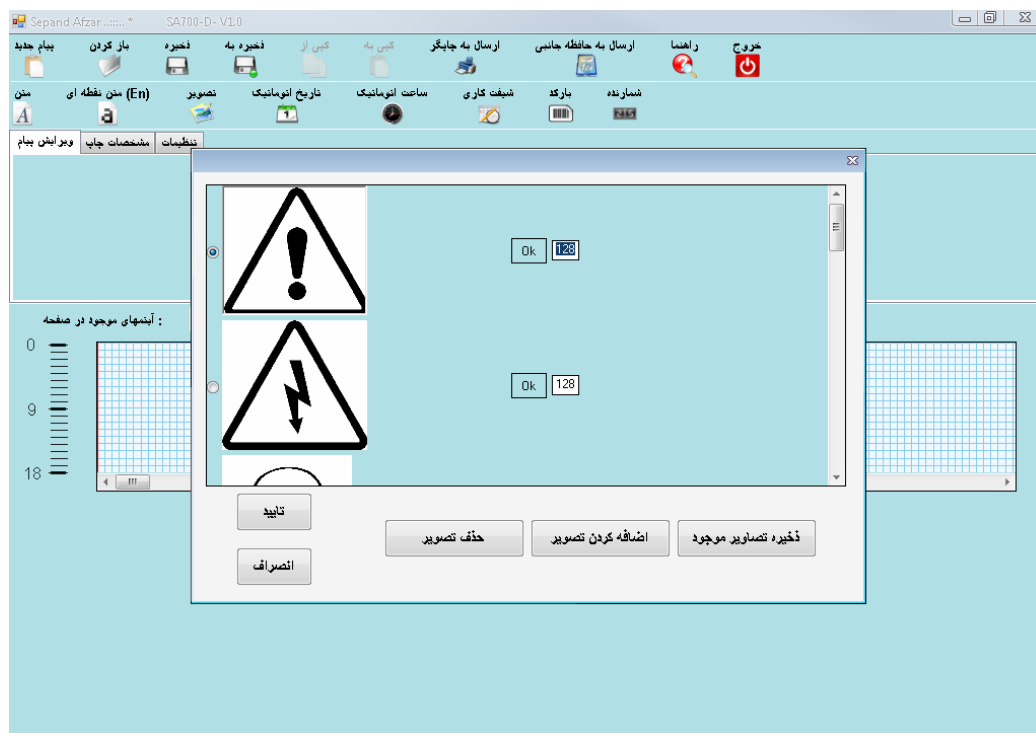 Sepand Afzar ..::::.. * SA700-D- V1.0
پیام جدید باز کردن ذخیره ذخیره به کپی از کپی به ارسال به چاپگر ارسال به حافظه جانبی راهنما خروج
متن متن نقطه ای (En) تصویر تاریخ اتوماتیک ساعت اتوماتیک شیفت کاری بارکد شمارنده
ویرایش پیام مشخصات چاپ تنظیمات
Ok 128
آیتمهای موجود در صفحه :
0
Ok 128
9
18
تایید
حذف تصویر اضافه کردن تصویر ذخیره تصاویر موجود
انصراف